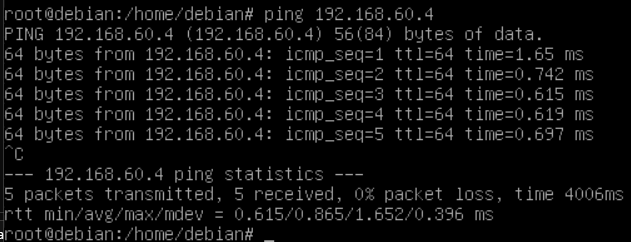 root@debian:/home/debian# ping 192.168.60.4
PING 192.168.60.4 (192.168.60.4) 56(84) bytes of data.
64 bytes from 192.168.60.4: icmp_seq=1 ttl=64 time=1.65 ms
64 bytes from 192.168.60.4: icmp_seq=2 ttl=64 time=0.742 ms
64 bytes from 192.168.60.4: icmp_seq=3 ttl=64 time=0.615 ms
64 bytes from 192.168.60.4: icmp_seq=4 ttl=64 time=0.619 ms
64 bytes from 192.168.60.4: icmp_seq=5 ttl=64 time=0.697 ms
^C
--- 192.168.60.4 ping statistics ---
5 packets transmitted, 5 received, 0% packet loss, time 4006ms
rtt min/avg/max/mdev = 0.615/0.865/1.652/0.396 ms
root@debian:/home/debian# _